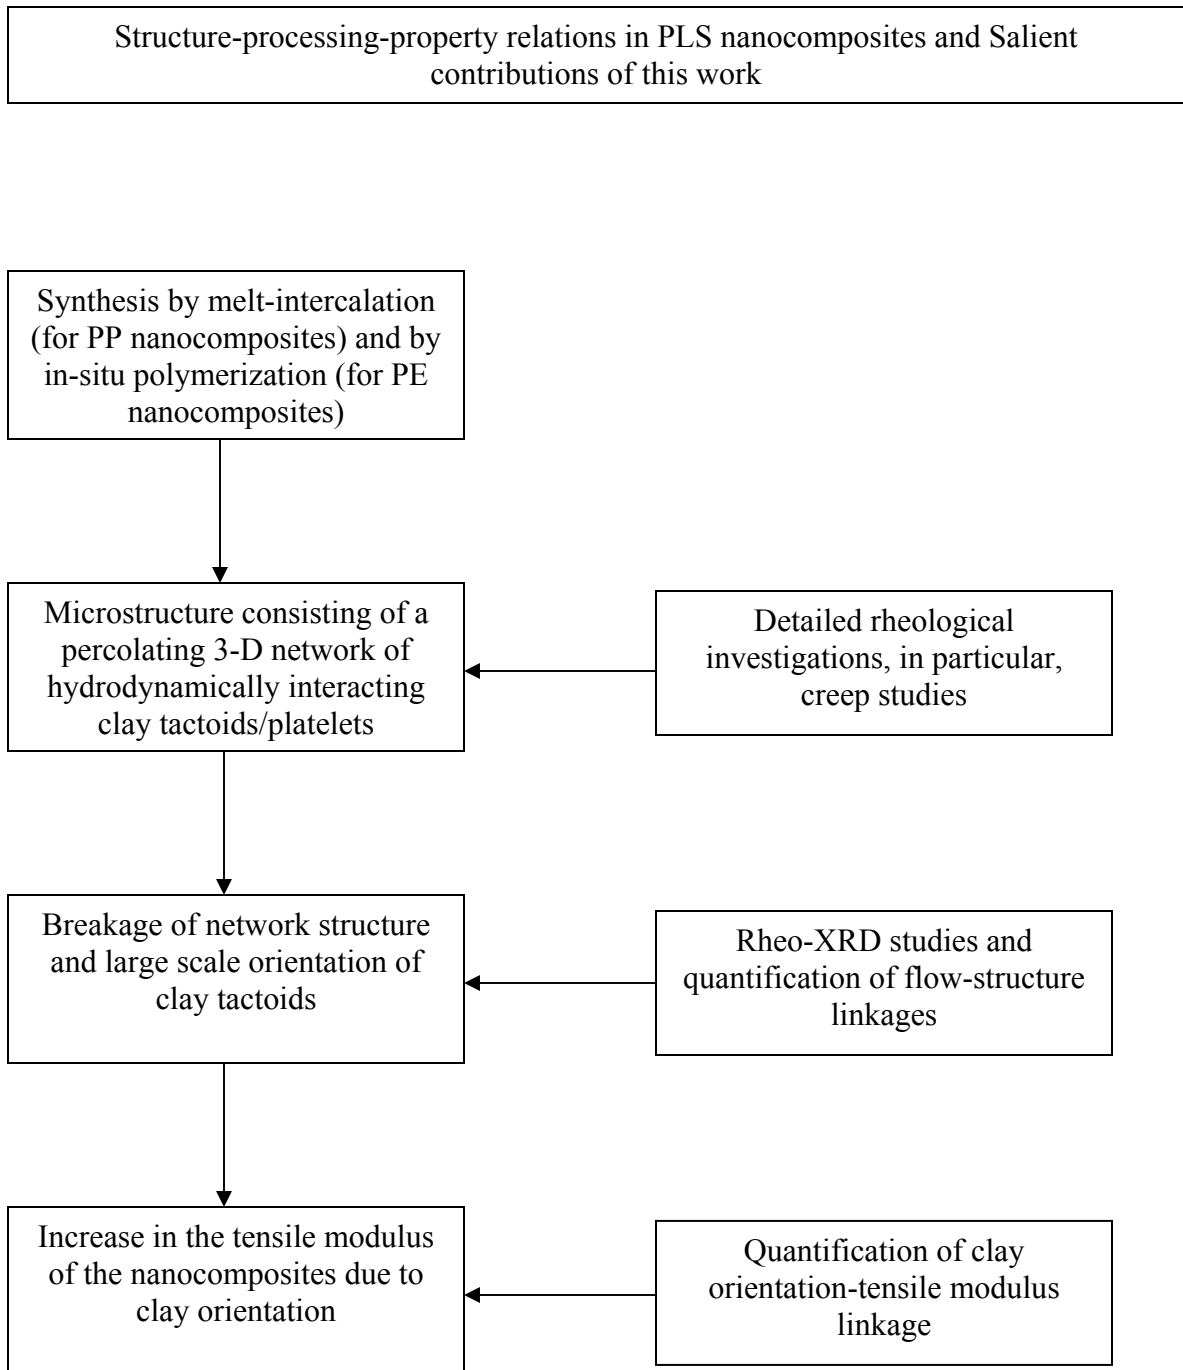 Structure-processing-property relations in PLS nanocomposites and Salient
contributions of this work
Synthesis by melt-intercalation
(for PP nanocomposites) and by
in-situ polymerization (for PE
nanocomposites)
Microstructure consisting of a
percolating 3-D network of
hydrodynamically interacting
clay tactoids/platelets
Detailed rheological
investigations, in particular,
creep studies
Breakage of network structure
and large scale orientation of
clay tactoids
Rheo-XRD studies and
quantification of flow-structure
linkages
Increase in the tensile modulus
of the nanocomposites due to
clay orientation
Quantification of clay
orientation-tensile modulus
linkage